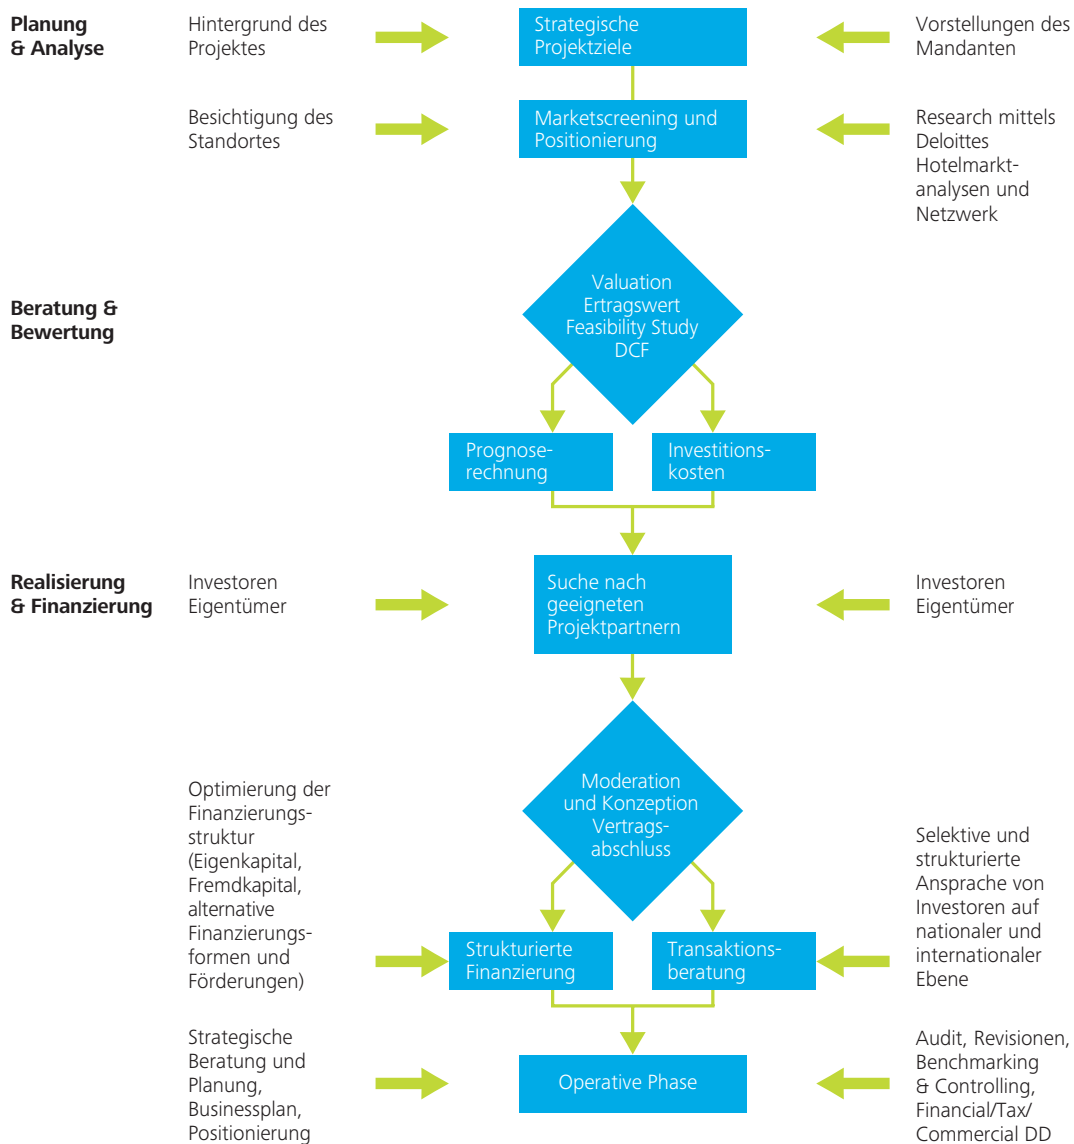 Planung
& Analyse
Hintergrund des
Projektes
Strategische
Projektziele
Vorstellungen des
Mandanten
Besichtigung des
Standortes
Marketscreening und
Positionierung
Research mittels
Deloittes
Hotelmarkt-
analysen und
Netzwerk
Beratung &
Bewertung
Valuation
Ertragswert
Feasibility Study
DCF
Prognose-
rechnung
Investitions-
kosten
Realisierung
& Finanzierung
Investoren
Eigentümer
Suche nach
geeigneten
Projektpartnern
Investoren
Eigentümer
Moderation
und Konzeption
Vertrags-
abschluss
Optimierung der
Finanzierungs-
struktur
(Eigenkapital,
Fremdkapital,
alternative
Finanzierungs-
formen und
Förderungen)
Strukturierte
Finanzierung
Transaktions-
beratung
Selektive und
strukturierte
Ansprache von
Investoren auf
nationaler und
internationaler
Ebene
Strategische
Beratung und
Planung,
Businessplan,
Positionierung
Operative Phase
Audit, Revisionen,
Benchmarking
& Controlling,
Financial/Tax/
Commercial DD